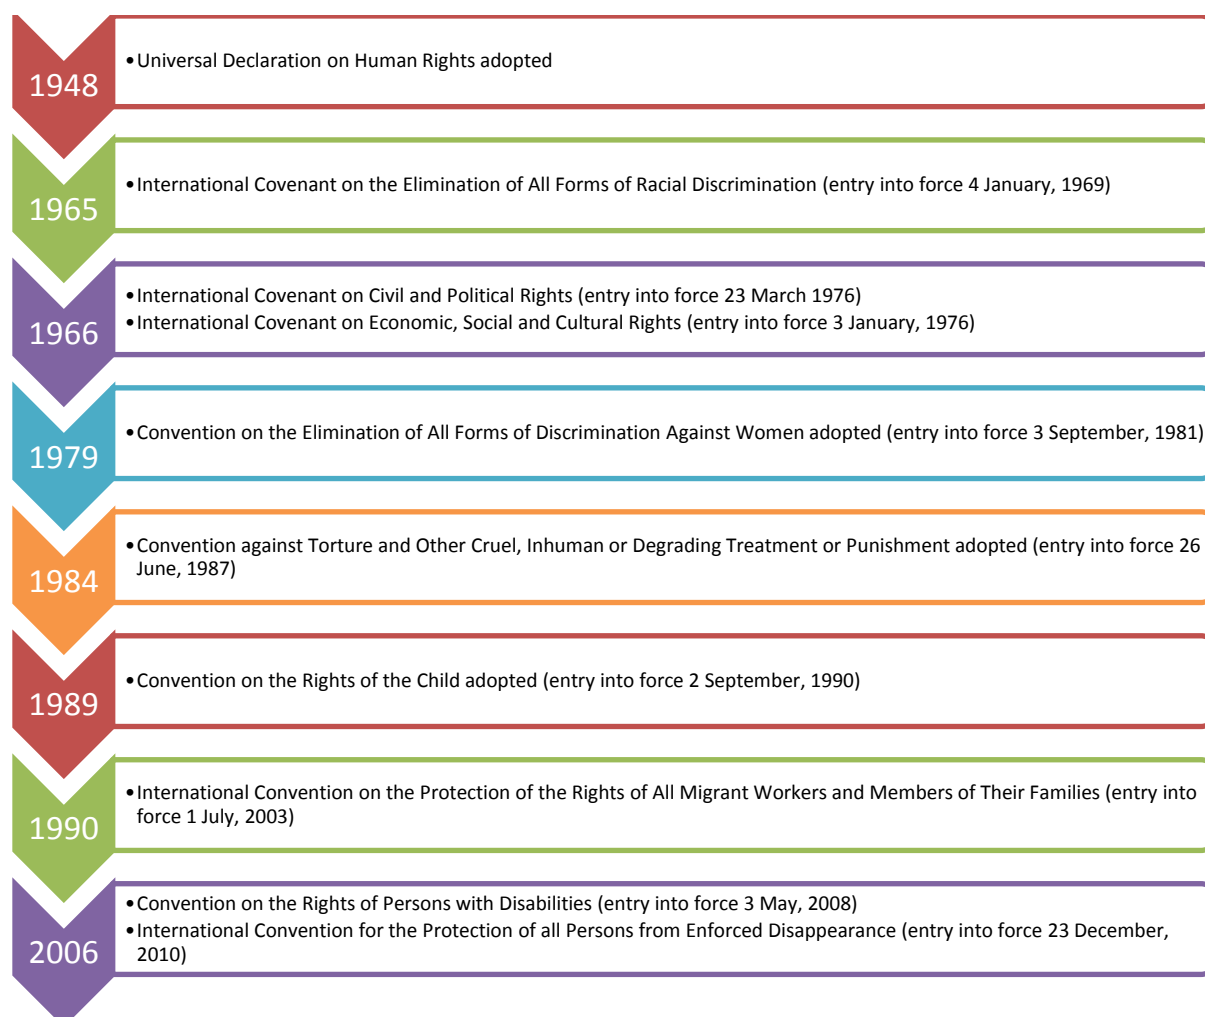 1948
•Universal Declaration on Human Rights adopted
1965
•International Covenant on the Elimination of All Forms of Racial Discrimination (entry into force 4 January, 1969)
1966
•International Covenant on Civil and Political Rights (entry into force 23 March 1976)
•International Covenant on Economic, Social and Cultural Rights (entry into force 3 January, 1976)
1979
•Convention on the Elimination of All Forms of Discrimination Against Women adopted (entry into force 3 September, 1981)
1984
•Convention against Torture and Other Cruel, Inhuman or Degrading Treatment or Punishment adopted (entry into force 26
June, 1987)
1989
•Convention on the Rights of the Child adopted (entry into force 2 September, 1990)
1990
•International Convention on the Protection of the Rights of All Migrant Workers and Members of Their Families (entry into
force 1 July, 2003)
2006
•Convention on the Rights of Persons with Disabilities (entry into force 3 May, 2008)
•International Convention for the Protection of all Persons from Enforced Disappearance (entry into force 23 December,
2010)